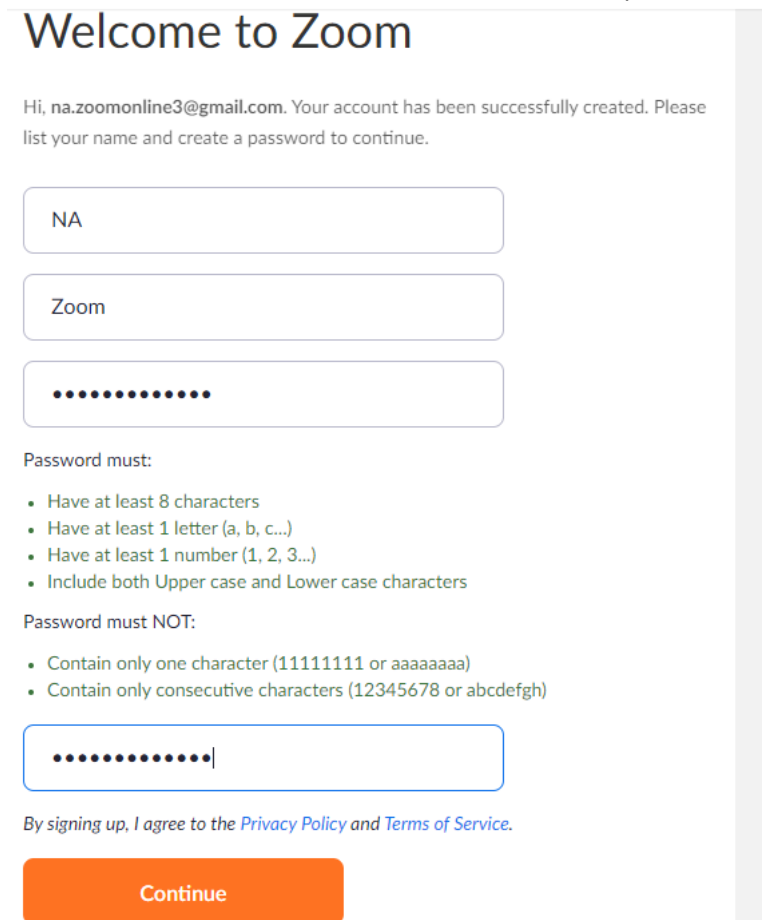 Welcome to Zoom
Hi, na.zoomonline3@gmail.com. Your account has been successfully created. Please
list your name and create a password to continue.
NA
Zoom
•••••••••••••
Password must:
• Have at least 8 characters
• Have at least 1 letter (a, b, c...)
• Have at least 1 number (1, 2, 3...)
• Include both Upper case and Lower case characters
Password must NOT:
• Contain only one character (11111111 or aaaaaaaa)
• Contain only consecutive characters (12345678 or abcdefgh)
•••••••••••••
By signing up, I agree to the Privacy Policy and Terms of Service.
Continue